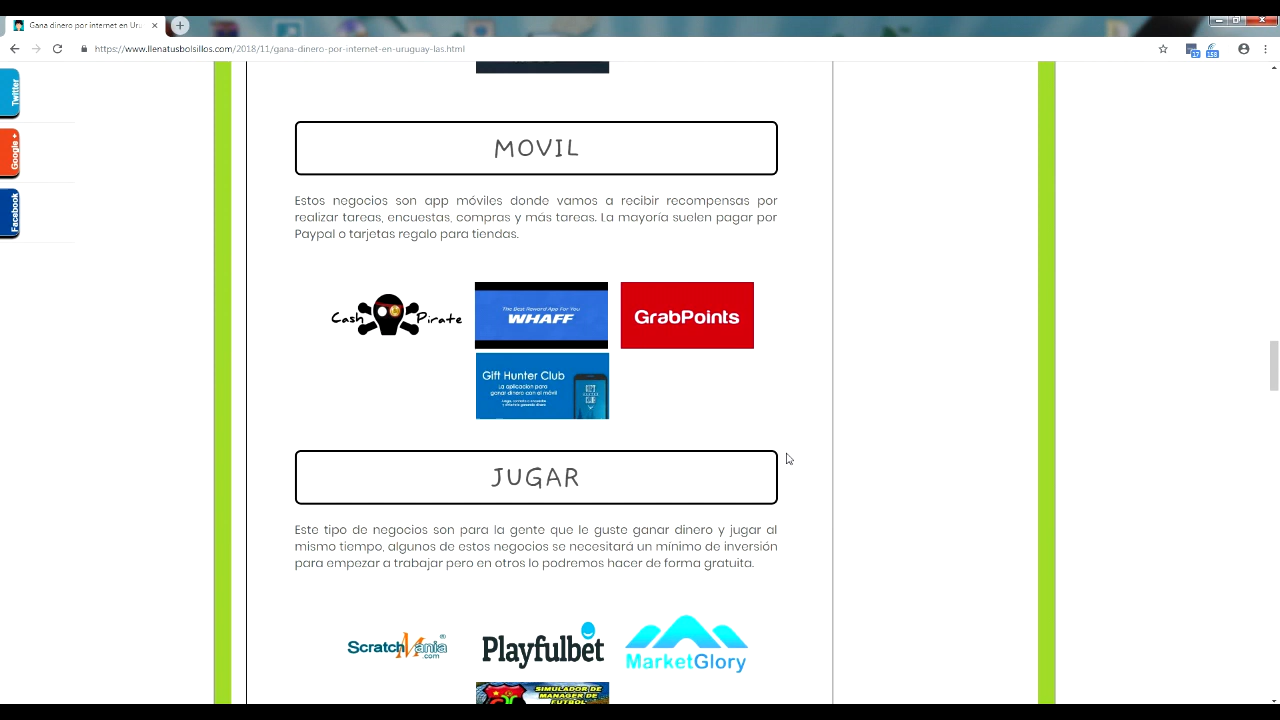 Gana dinero por internet en Uru
https://www.llenatusbolsillos.com/2018/11/gana-dinero-por-internet-en-uruguay-las.html
17
158
Twitter
Google +
Facebook
MOVIL
Estos negocios son app móviles donde vamos a recibir recompensas por
realizar tareas, encuestas, compras y más tareas. La mayoría suelen pagar por
Paypal o tarjetas regalo para tiendas.
Cash Pirate
The Best Reward App For You
WHAFF
GrabPoints
Gift Hunter Club
La aplicacion para
ganar dinero con el móvil
JUGAR
Este tipo de negocios son para la gente que le guste ganar dinero y jugar al
mismo tiempo, algunos de estos negocios se necesitará un mínimo de inversión
para empezar a trabajar pero en otros lo podremos hacer de forma gratuita.
ScratchMania®
.com
Playfulbet
MarketGlory
SIMULADOR DE
MANAGER DE
FUTBOL